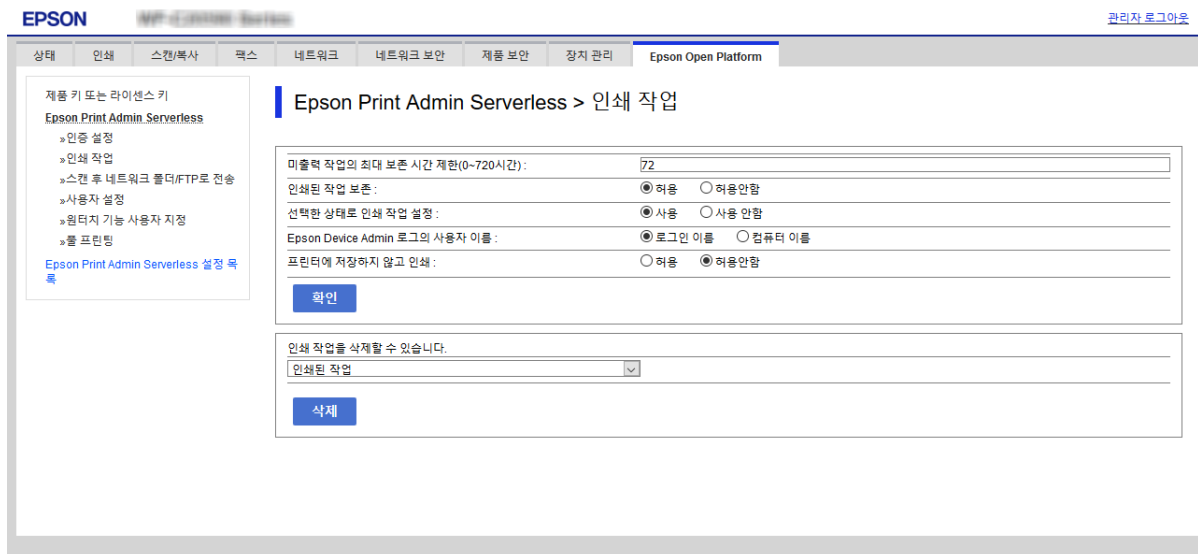 EPSON
관리자 로그아웃
상태 인쇄 스캔/복사 팩스 네트워크 네트워크 보안 제품 보안 장치 관리 Epson Open Platform
제품 키 또는 라이센스 키
Epson Print Admin Serverless
»인증 설정
»인쇄 작업
»스캔 후 네트워크 폴더/FTP로 전송
»사용자 설정
»원터치 기능 사용자 지정
»풀 프린팅
Epson Print Admin Serverless 설정 목
록
Epson Print Admin Serverless > 인쇄 작업
미출력 작업의 최대 보존 시간 제한(0~720시간) : 72
인쇄된 작업 보존 : 허용 허용안함
선택한 상태로 인쇄 작업 설정 : 사용 사용 안함
Epson Device Admin 로그의 사용자 이름 : 로그인 이름 컴퓨터 이름
프린터에 저장하지 않고 인쇄 : 허용 허용안함
확인
인쇄 작업을 삭제할 수 있습니다.
인쇄된 작업
삭제